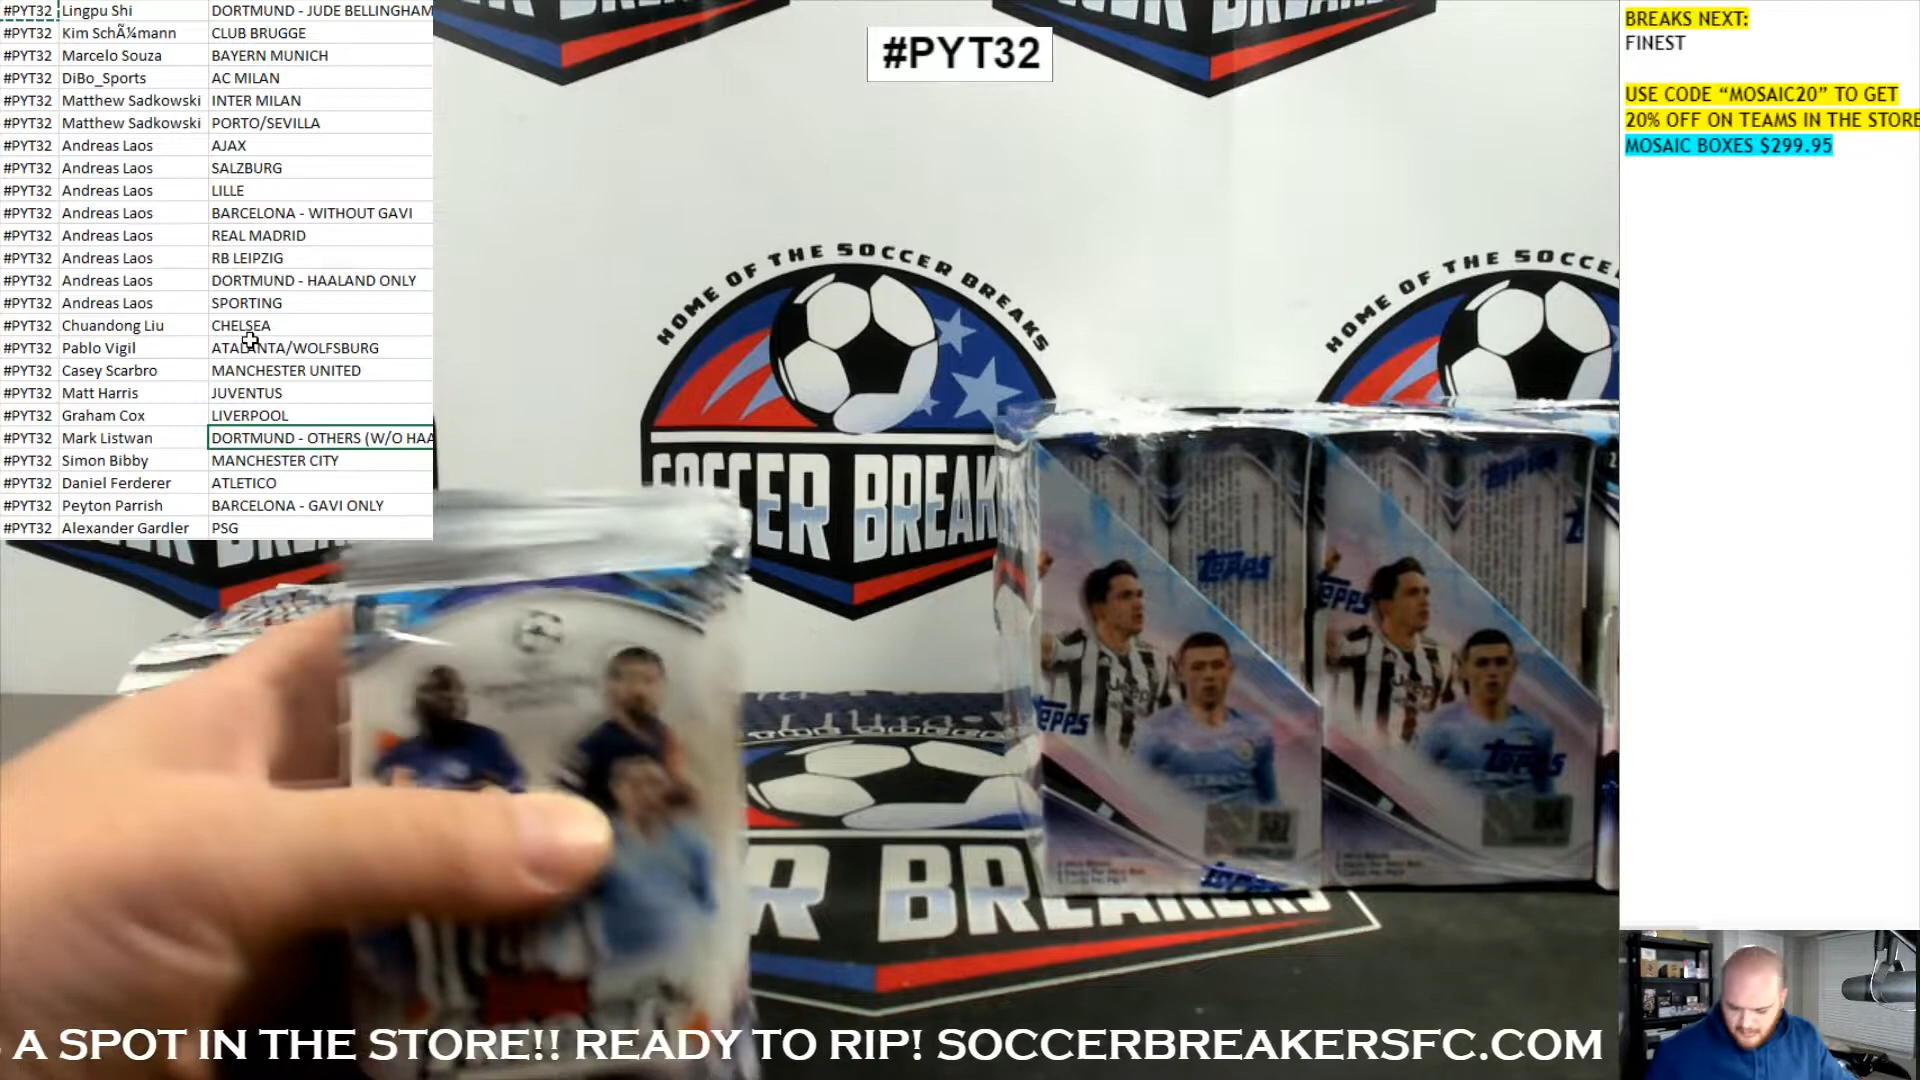 #PYT32 Lingpu Shi DORTMUND - JUDE BELLINGHAM
#PYT32 Kim SchÃ¼mann CLUB BRUGGE
#PYT32 Marcelo Souza BAYERN MUNICH
#PYT32 DiBo_Sports AC MILAN
#PYT32 Matthew Sadkowski INTER MILAN
#PYT32 Matthew Sadkowski PORTO/SEVILLA
#PYT32 Andreas Laos AJAX
#PYT32 Andreas Laos SALZBURG
#PYT32 Andreas Laos LILLE
#PYT32 Andreas Laos BARCELONA - WITHOUT GAVI
#PYT32 Andreas Laos REAL MADRID
#PYT32 Andreas Laos RB LEIPZIG
#PYT32 Andreas Laos DORTMUND - HAALAND ONLY
#PYT32 Andreas Laos SPORTING
#PYT32 Chuandong Liu CHELSEA
#PYT32 Pablo Vigil ATALANTA/WOLFSBURG
#PYT32 Casey Scarbro MANCHESTER UNITED
#PYT32 Matt Harris JUVENTUS
#PYT32 Graham Cox LIVERPOOL
#PYT32 Mark Listwan DORTMUND - OTHERS (W/O HAA
#PYT32 Simon Bibby MANCHESTER CITY
#PYT32 Daniel Ferderer ATLETICO
#PYT32 Peyton Parrish BARCELONA - GAVI ONLY
#PYT32 Alexander Gardler PSG
#PYT32
BREAKS NEXT:
FINEST
USE CODE “MOSAIC20” TO GET
20% OFF ON TEAMS IN THE STORE
MOSAIC BOXES $299.95
HOME OF THE SOCCER BREAKS
SOCCER BREAK
HOME OF THE SOCCE
TOPPS
TOPPS
R BREAKERS
A SPOT IN THE STORE!! READY TO RIP! SOCCERBREAKERSFC.COM